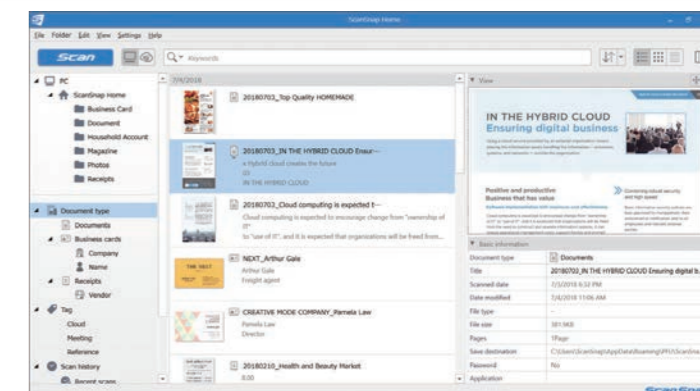 ScanSnap Home
File Folder Edit View Settings Help
Scan
Keywords
PC
ScanSnap Home
Business Card
Document
Household Account
Magazine
Photos
Receipts
Document type
Documents
Business cards
Company
Name
Receipts
Vendor
Tag
Cloud
Meeting
Reference
Scan history
Recent scans
7/4/2018
20180703_Top Quality HOMEMADE
20180703_IN THE HYBRID CLOUD Ensur···
a Hybrid cloud creates the future
IN THE HYBRID CLOUD
20180703_Cloud computing is expected t···
Cloud computing is expected to encourage change from "ownership of
IT"
to "use of IT", and it is expected that organizations will be freed from...
NEXT_Arthur Gale
Arthur Gale
Freight agent
CREATIVE MODE COMPANY_Pamela Law
Pamela Law
Director
20180210_Health and Beauty Market
8.00
View
IN THE HYBRID CLOUD
Ensuring digital business
Positive and productive
Business that has value
Combining robust security
and high speed
Basic information
Document type Documents
Title 20180703_IN THE HYBRID CLOUD Ensuring digital b...
Scanned date 7/3/2018 6:32 PM
Date modified 7/4/2018 11:06 AM
File type -
File size 381.9KB
Pages 1Page
Save destination
Password No
Application